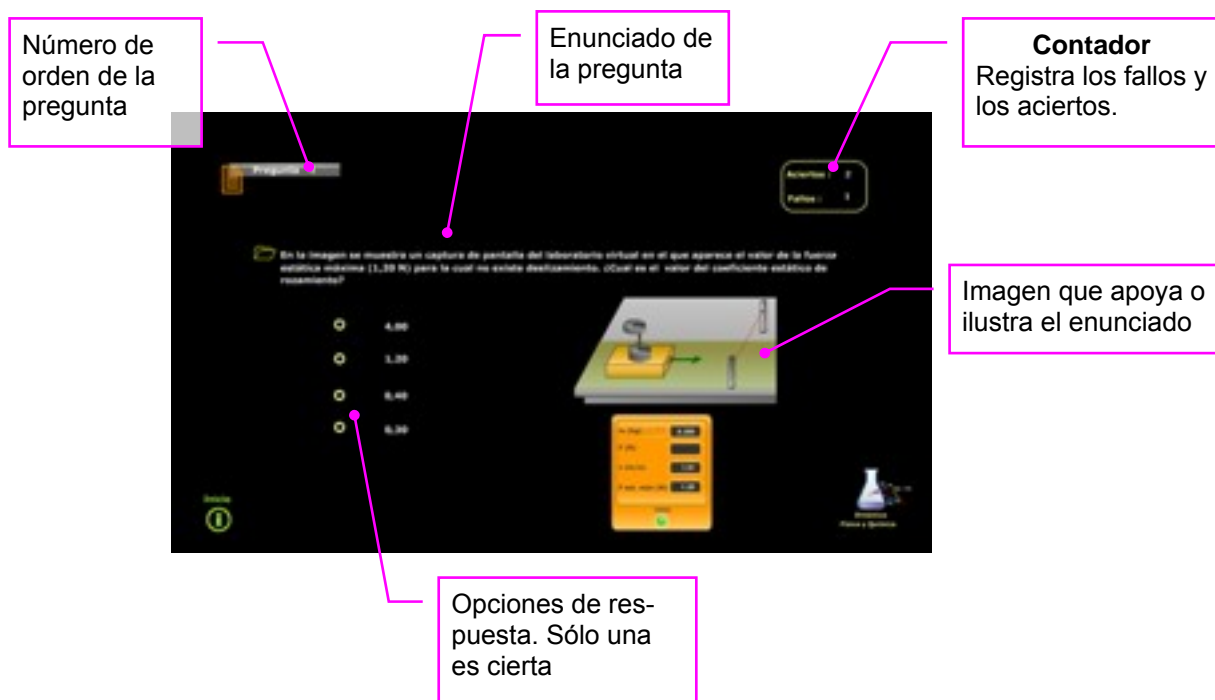 Número de
orden de la
pregunta
Enunciado de
la pregunta
Contador
Registra los fallos y
los aciertos.
Pregunta
Aciertos : 2
Fallos : 1
En la imagen se muestra un captura de pantalla del laboratorio virtual en el que aparece el valor de la fuerza
estática máxima (1,20 N) para la cual no existe deslizamiento. ¿Cual es el valor del coeficiente estático de
rozamiento?
Imagen que apoya o
ilustra el enunciado
4,00
1,20
0,40
0,30
Inicio
Física y Química
Opciones de res-
puesta. Sólo una
es cierta